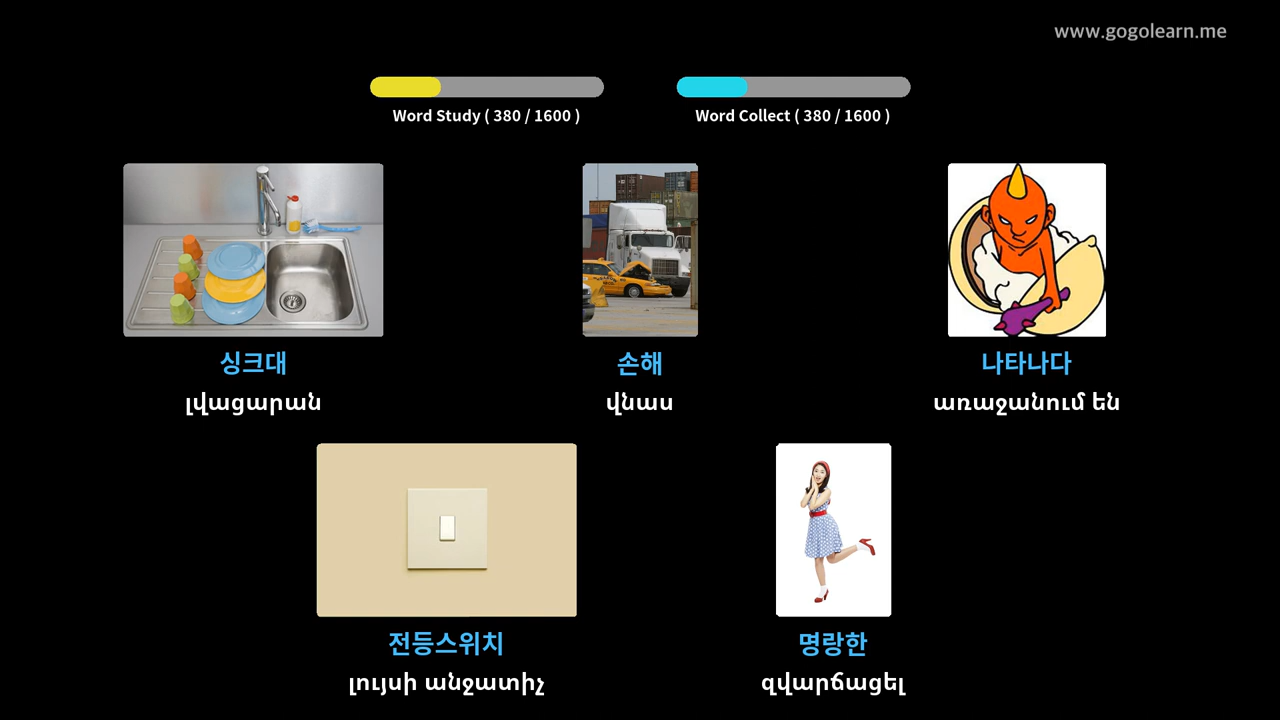 www.gogolearn.me
Word Study ( 380 / 1600 )
Word Collect ( 380 / 1600 )
싱크대
լվացարան
손해
վնաս
나타나다
առաջանում են
전등스위치
լույսի անջատիչ
명랑한
զվարճացել